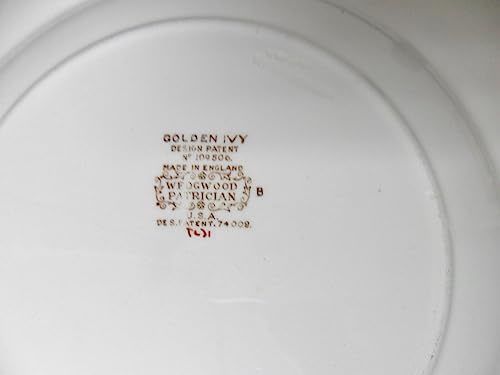 GOLDEN IVY
DESIGN PATENT
No 109506.
MADE IN ENGLAND
WEDGWOOD B
PATRICIAN
U.S.A.
DES. PATENT. 74009.